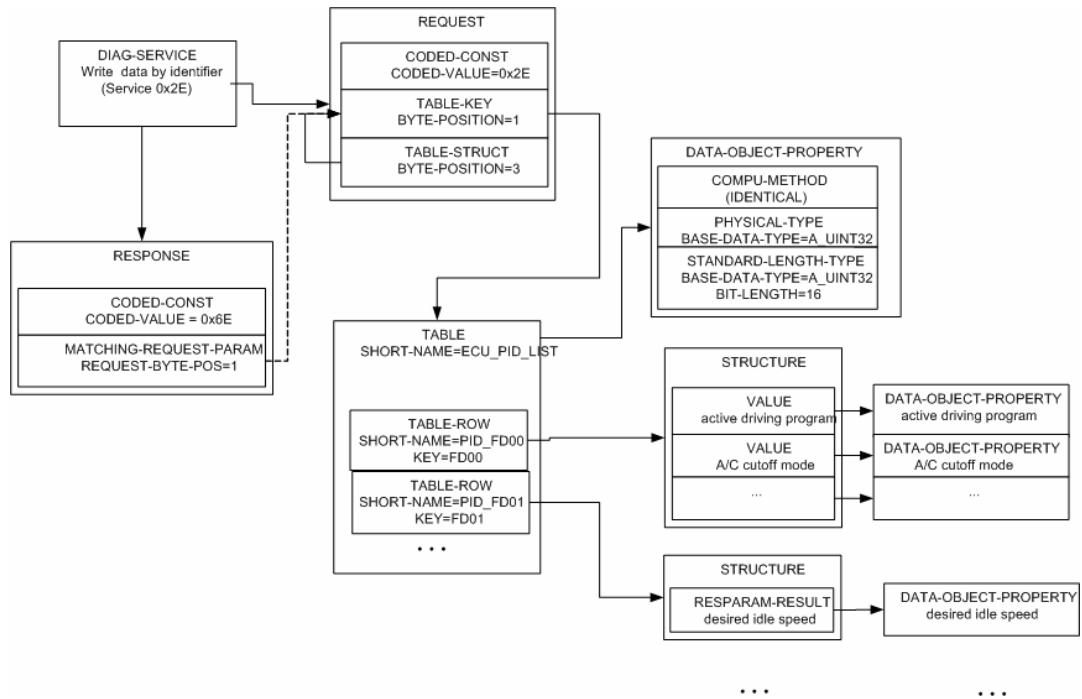 REQUEST
CODED-CONST
CODED-VALUE=0x2E
TABLE-KEY
BYTE-POSITION=1
TABLE-STRUCT
BYTE-POSITION=3
DIAG-SERVICE
Write data by identifier
(Service 0x2E)
DATA-OBJECT-PROPERTY
COMPU-METHOD
(IDENTICAL)
PHYSICAL-TYPE
BASE-DATA-TYPE=A_UINT32
STANDARD-LENGTH-TYPE
BASE-DATA-TYPE=A_UINT32
BIT-LENGTH=16
RESPONSE
CODED-CONST
CODED-VALUE = 0x6E
MATCHING-REQUEST-PARAM
REQUEST-BYTE-POS=1
TABLE
SHORT-NAME=ECU_PID_LIST
TABLE-ROW
SHORT-NAME=PID_FD00
KEY=FD00
TABLE-ROW
SHORT-NAME=PID_FD01
KEY=FD01
...
STRUCTURE
VALUE
active driving program
VALUE
A/C cutoff mode
...
DATA-OBJECT-PROPERTY
active driving program
DATA-OBJECT-PROPERTY
A/C cutoff mode
...
STRUCTURE
RESPARAM-RESULT
desired idle speed
DATA-OBJECT-PROPERTY
desired idle speed
...
...